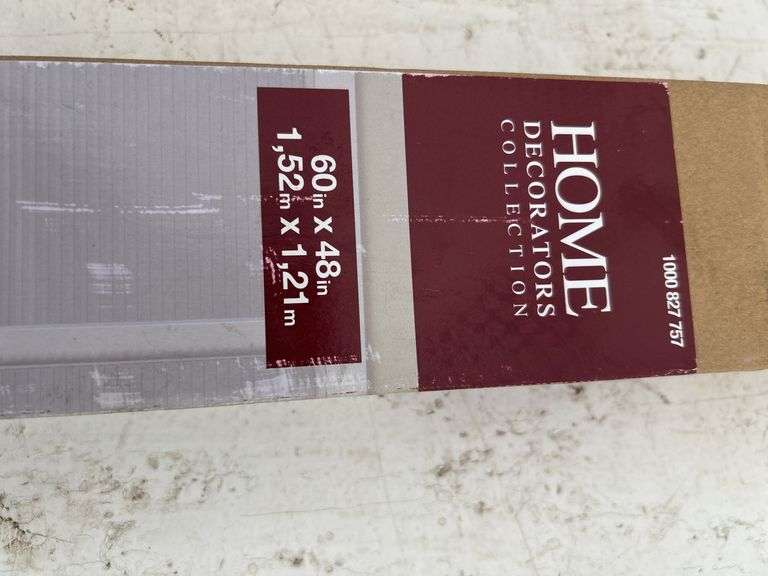 1000 827 757
HOME
DECORATORS
COLLECTION
60in x 48in
1,52m x 1,21m